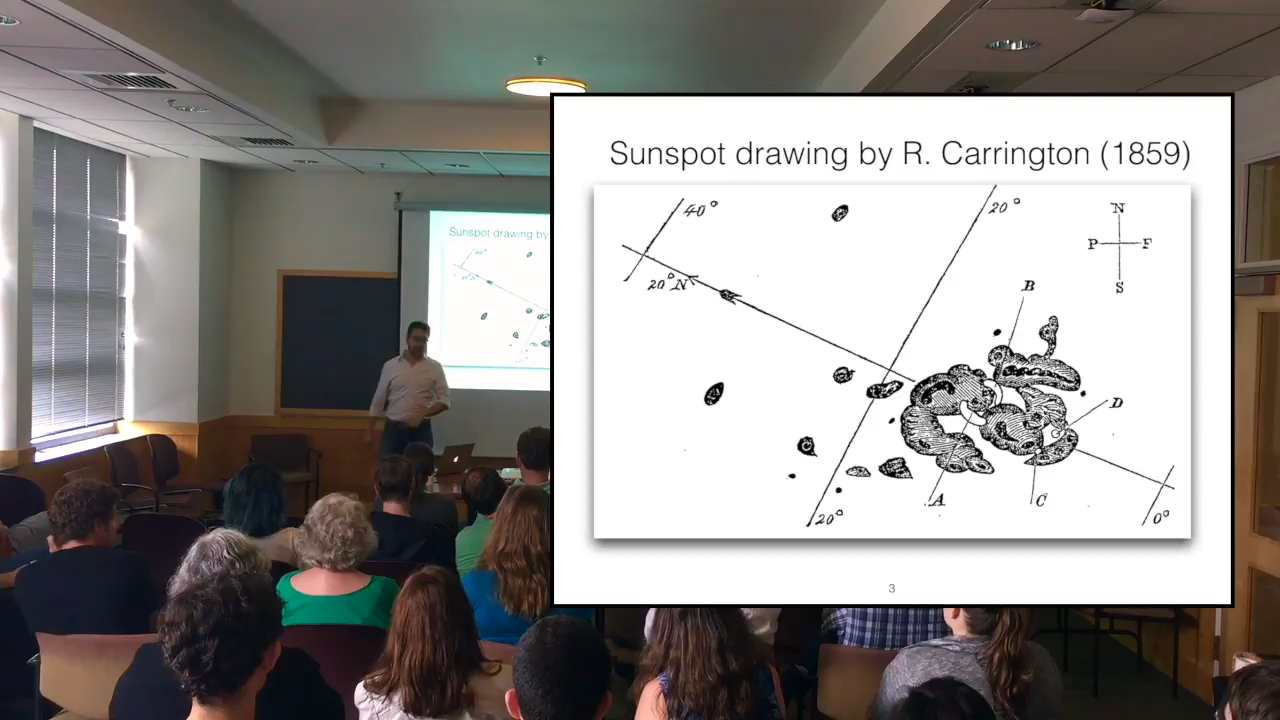 Sunspot drawing by R. Carrington (1859)
40°
20°
N
P F
S
20° N
B
D
A
C
20°
0°
3
Sunspot drawing by